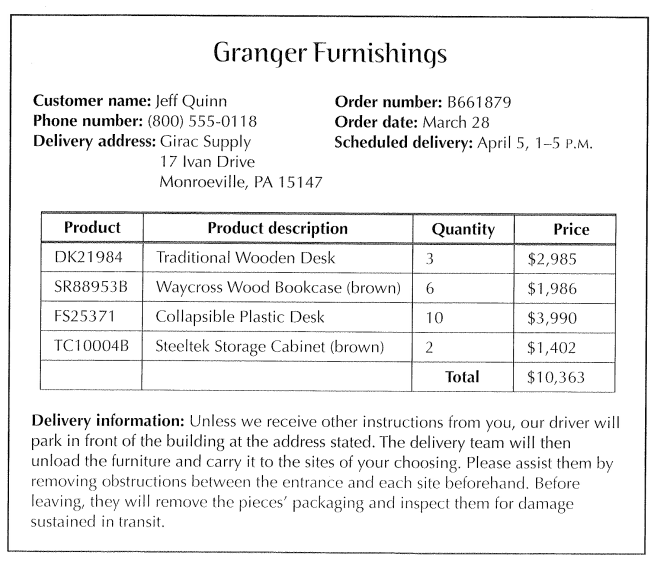 Granger Furnishings
Customer name: Jeff Quinn
Phone number: (800) 555-0118
Delivery address: Girac Supply
17 Ivan Drive
Monroeville, PA 15147
Order number: B661879
Order date: March 28
Scheduled delivery: April 5, 1–5 P.M.
Product Product description Quantity Price
DK21984 Traditional Wooden Desk 3 $2,985
SR88953B Waycross Wood Bookcase (brown) 6 $1,986
FS25371 Collapsible Plastic Desk 10 $3,990
TC10004B Steeltek Storage Cabinet (brown) 2 $1,402
Total $10,363
Delivery information: Unless we receive other instructions from you, our driver will
park in front of the building at the address stated. The delivery team will then
unload the furniture and carry it to the sites of your choosing. Please assist them by
removing obstructions between the entrance and each site beforehand. Before
leaving, they will remove the pieces' packaging and inspect them for damage
sustained in transit.